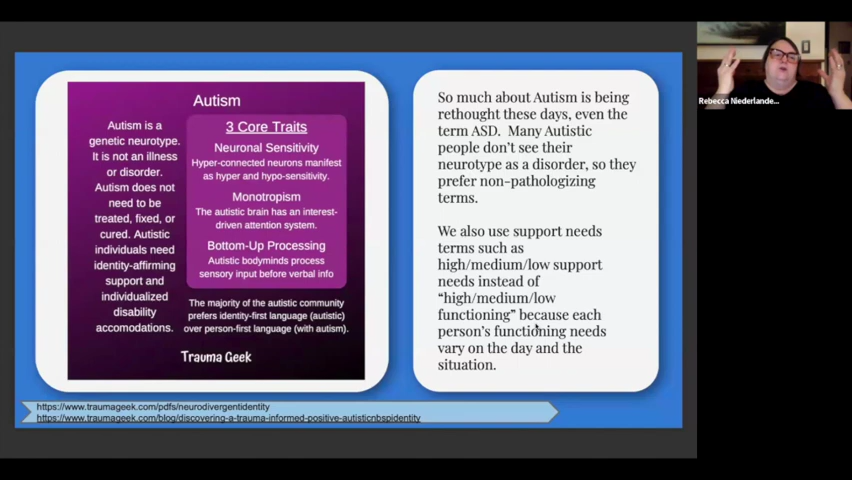 Autism
Autism is a
genetic neurotype.
It is not an illness
or disorder.
Autism does not
need to be
treated, fixed, or
cured. Autistic
individuals need
identity-affirming
support and
individualized
disability
accomodations.
3 Core Traits
Neuronal Sensitivity
Hyper-connected neurons manifest
as hyper and hypo-sensitivity.
Monotropism
The autistic brain has an interest-
driven attention system.
Bottom-Up Processing
Autistic bodyminds process
sensory input before verbal info
The majority of the autistic community
prefers identity-first language (autistic)
over person-first language (with autism).
Trauma Geek
So much about Autism is being
rethought these days, even the
term ASD. Many Autistic
people don't see their
neurotype as a disorder, so they
prefer non-pathologizing
terms.
We also use support needs
terms such as
high/medium/low support
needs instead of
"high/medium/low
functioning" because each
person's functioning needs
vary on the day and the
situation.
https://www.traumageek.com/pdfs/neurodivergentidentity
https://www.traumageek.com/blog/discovering-a-trauma-informed-positive-autisticnbspidentity
Rebecca Niederlande...